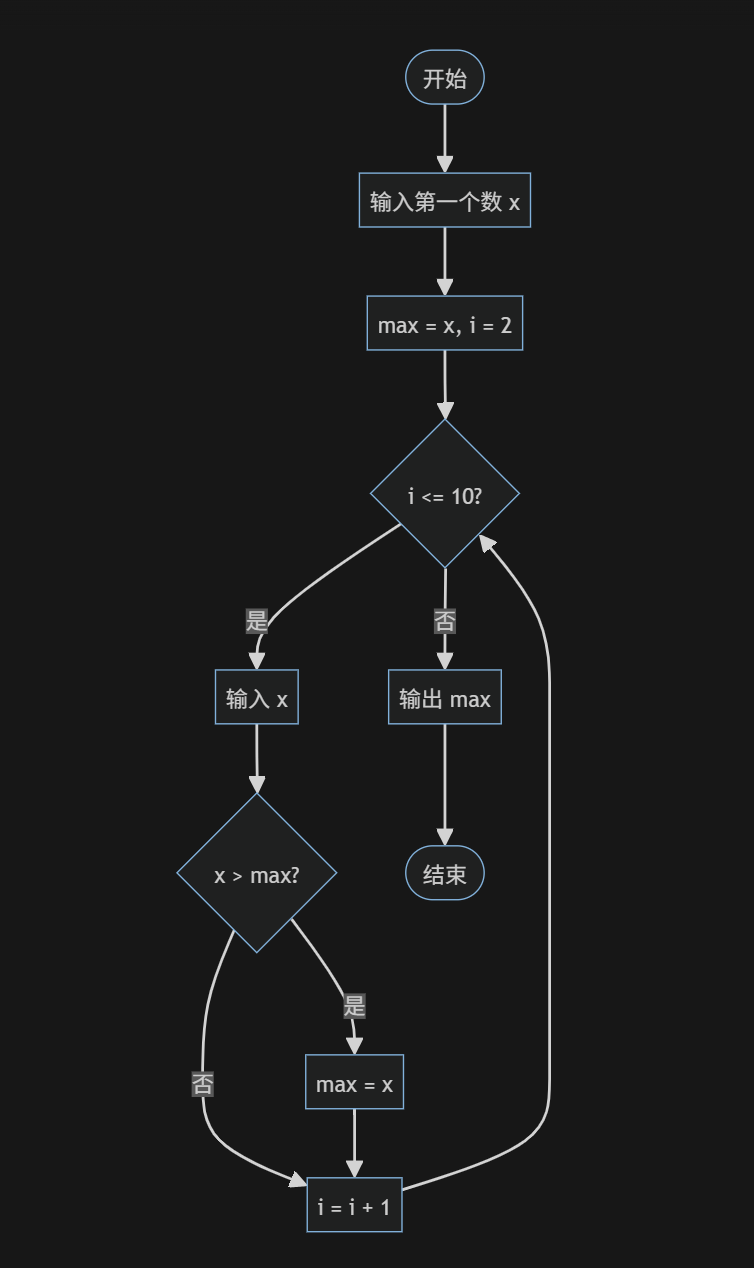 开始
输入第一个数 x
max = x, i = 2
i <= 10?
是
否
输入 x
输出 max
x > max?
结束
是
否
max = x
i = i + 1